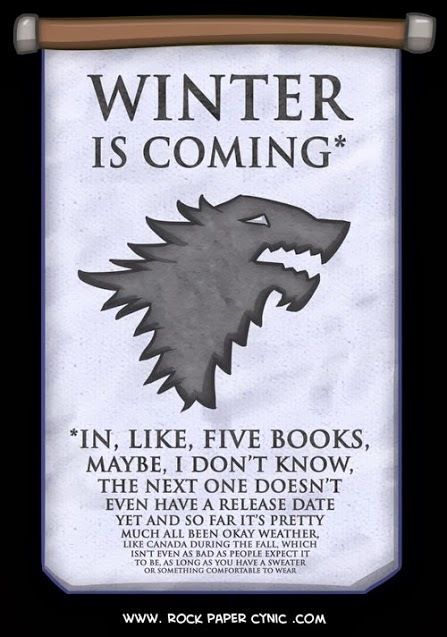 WINTER
IS COMING*
*IN, LIKE, FIVE BOOKS,
MAYBE, I DON'T KNOW,
THE NEXT ONE DOESN'T
EVEN HAVE A RELEASE DATE
YET AND SO FAR IT'S PRETTY
MUCH ALL BEEN OKAY WEATHER,
LIKE CANADA DURING THE FALL, WHICH
ISN'T EVEN AS BAD AS PEOPLE EXPECT IT
TO BE, AS LONG AS YOU HAVE A SWEATER
OR SOMETHING COMFORTABLE TO WEAR
WWW. ROCK PAPER CYNIC .COM